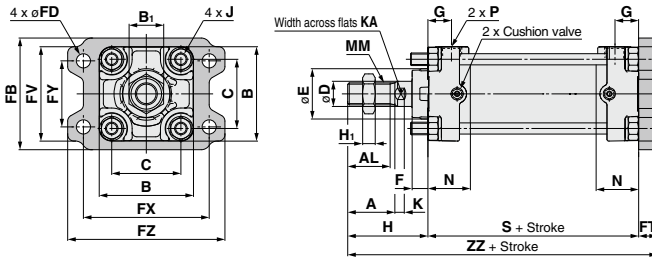 4 x øFD
B1
4 x J
FB
FV
FY
C
B
C
B
FX
FZ
Width across flats KA
MM
G
2 x P
2 x Cushion valve
G
øE
øD
H1
AL
F
N
N
A
K
H
S + Stroke
FT
ZZ + Stroke